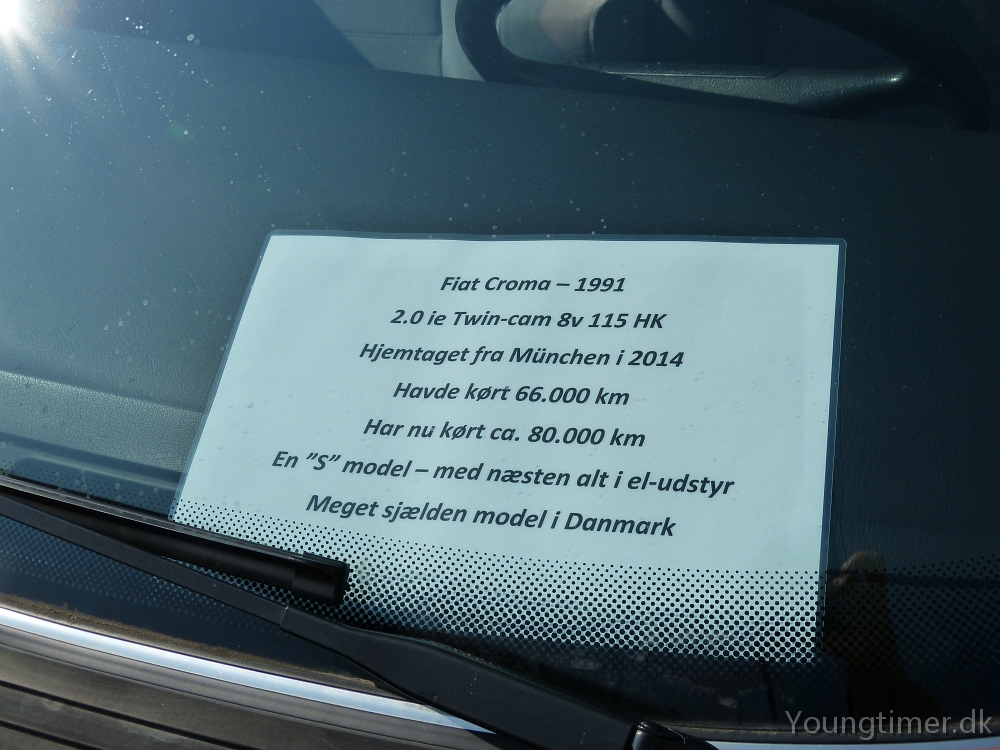 Fiat Croma – 1991
2.0 ie Twin-cam 8v 115 HK
Hjemtaget fra München i 2014
Havde kørt 66.000 km
Har nu kørt ca. 80.000 km
En ”S” model – med næsten alt i el-udstyr
Meget sjælden model i Danmark
Youngtimer.dk